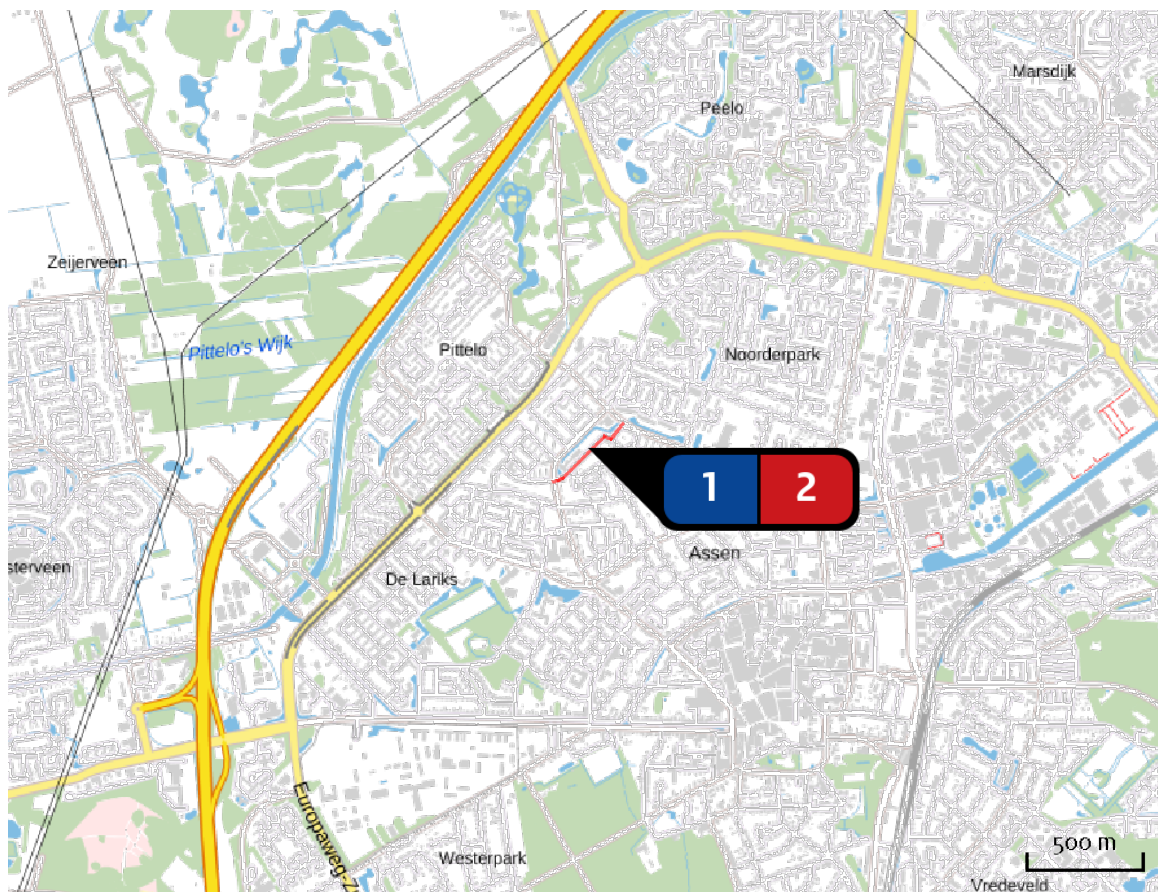 Marsdijk
Peelo
Zeijerveen
Pittelo's Wijk
Pittelo
Noorderpark
1 2
Assen
sterveen
De Lariks
Europaweg-Z
Westerpark
500 m
Vredeveld